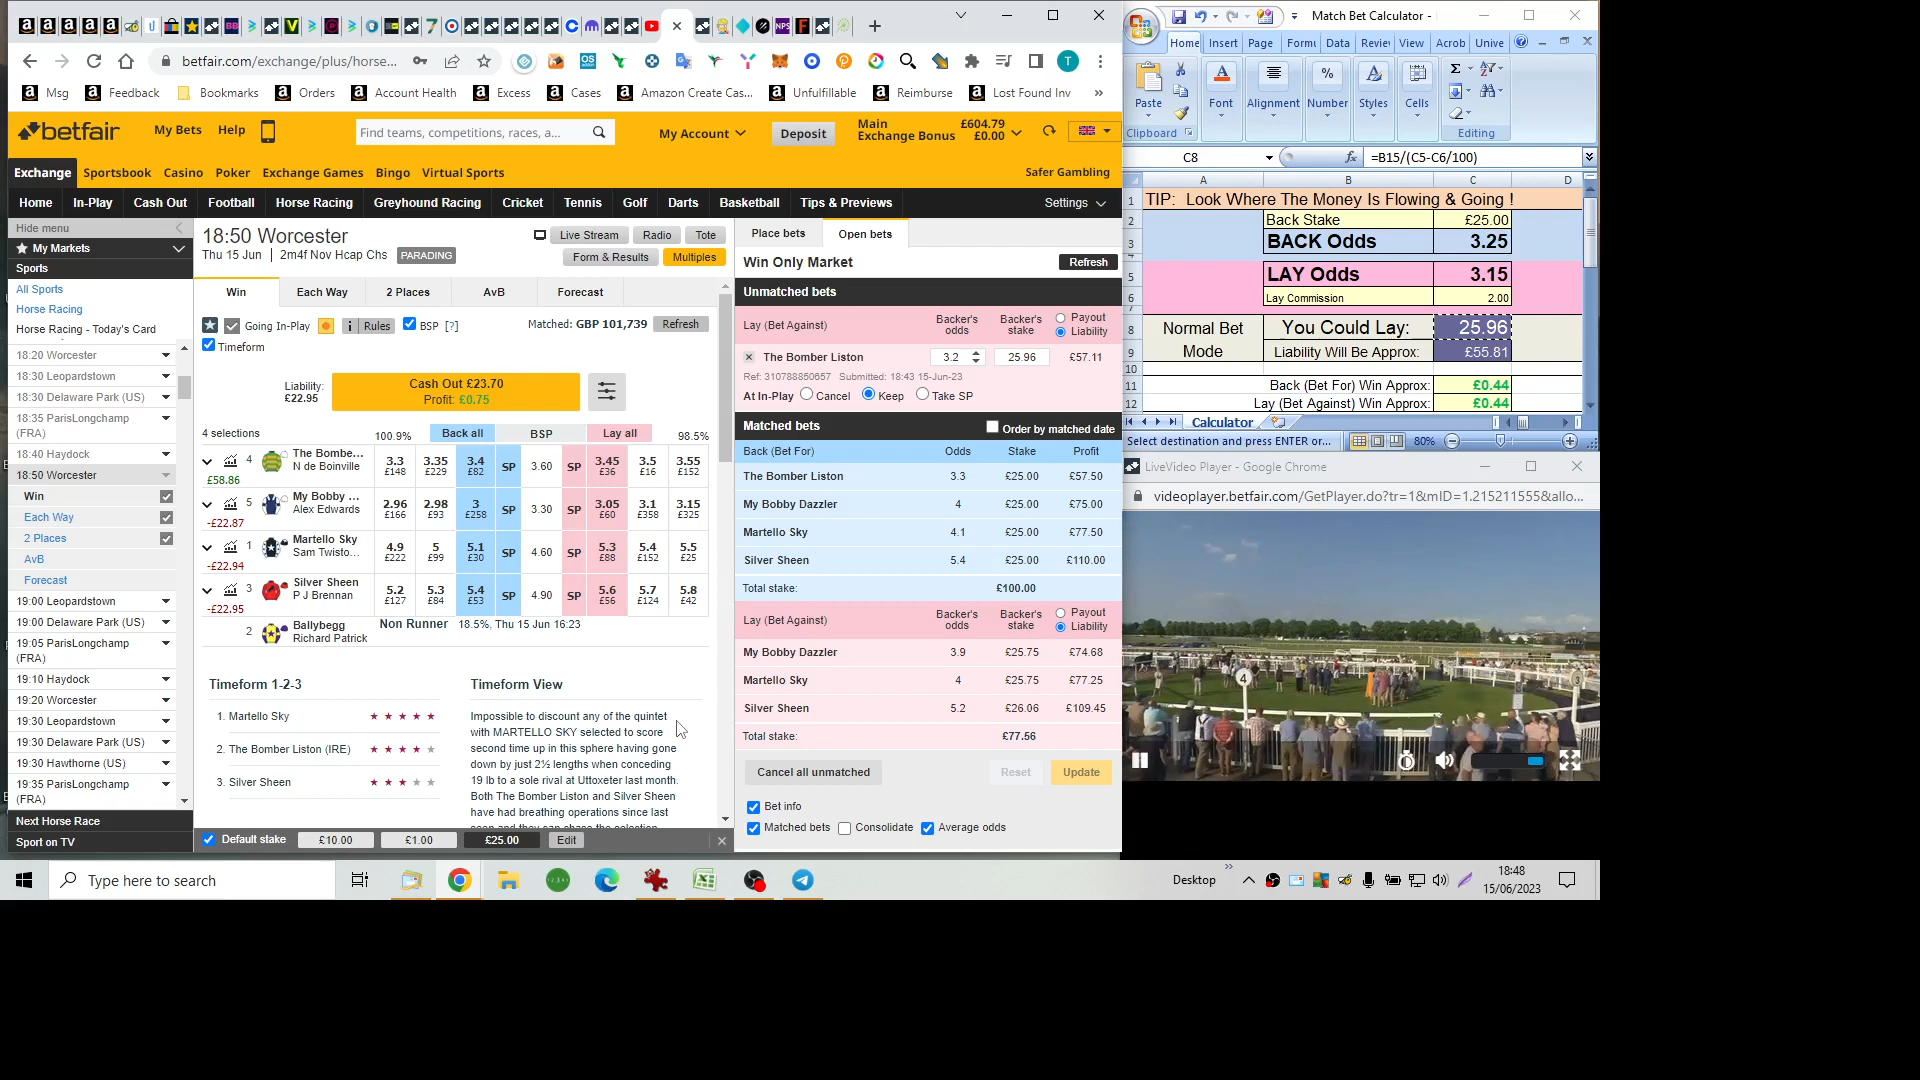 betfair.com/exchange/plus/horse...
T
Msg Feedback Bookmarks Orders Account Health Excess Cases Amazon Create Cas... Unfulfillable Reimburse Lost Found Inv »
betfair My Bets Help
Find teams, competitions, races, a...
My Account Deposit
Main £604.79
Exchange Bonus £0.00
Exchange Sportsbook Casino Poker Exchange Games Bingo Virtual Sports Safer Gambling
Home In-Play Cash Out Football Horse Racing Greyhound Racing Cricket Tennis Golf Darts Basketball Tips & Previews Settings
Hide menu
My Markets
Sports
All Sports
Horse Racing
Horse Racing - Today's Card
18:20 Worcester
18:30 Leopardstown
18:30 Delaware Park (US)
18:35 ParisLongchamp
(FRA)
18:40 Haydock
18:50 Worcester
Win
Each Way
2 Places
AvB
Forecast
19:00 Leopardstown
19:00 Delaware Park (US)
19:05 ParisLongchamp
(FRA)
19:10 Haydock
19:20 Worcester
19:30 Leopardstown
19:30 Delaware Park (US)
19:30 Hawthorne (US)
19:35 ParisLongchamp
(FRA)
Next Horse Race
Sport on TV
18:50 Worcester
Thu 15 Jun 2m4f Nov Hcap Chs PARADING
Live Stream Radio Tote
Form & Results Multiples
Win Each Way 2 Places AvB Forecast
Going In-Play i Rules BSP [?] Matched: GBP 101,739 Refresh
Timeform
Liability:
£22.95
Cash Out £23.70
Profit: £0.75
4 selections 100.9% Back all BSP Lay all 98.5%
4 The Bombe... N de Boinville 3.3 £148 3.35 £229 3.4 £82 SP 3.60 SP 3.45 £36 3.5 £16 3.55 £152
£58.86
5 My Bobby ... Alex Edwards 2.96 £166 2.98 £93 3 £258 SP 3.30 SP 3.05 £60 3.1 £358 3.15 £325
-£22.87
1 Martello Sky Sam Twisto... 4.9 £222 5 £99 5.1 £30 SP 4.60 SP 5.3 £88 5.4 £152 5.5 £25
-£22.94
3 Silver Sheen P J Brennan 5.2 £127 5.3 £84 5.4 £53 SP 4.90 SP 5.6 £56 5.7 £124 5.8 £42
-£22.95
2 Ballybegg Richard Patrick Non Runner 18.5%, Thu 15 Jun 16:23
Timeform 1-2-3
1. Martello Sky
2. The Bomber Liston (IRE)
3. Silver Sheen
Timeform View
Impossible to discount any of the quintet
with MARTELLO SKY selected to score
second time up in this sphere having gone
down by just 2½ lengths when conceding
19 lb to a sole rival at Uttoxeter last month.
Both The Bomber Liston and Silver Sheen
have had breathing operations since last
Default stake £10.00 £1.00 £25.00 Edit
Place bets Open bets
Win Only Market Refresh
Unmatched bets
Lay (Bet Against) Backer's odds Backer's stake Payout Liability
The Bomber Liston 3.2 25.96 £57.11
Ref: 310788850657 Submitted: 18:43 15-Jun-23
At In-Play Cancel Keep Take SP
Matched bets Order by matched date
Back (Bet For) Odds Stake Profit
The Bomber Liston 3.3 £25.00 £57.50
My Bobby Dazzler 4 £25.00 £75.00
Martello Sky 4.1 £25.00 £77.50
Silver Sheen 5.4 £25.00 £110.00
Total stake: £100.00
Lay (Bet Against) Backer's odds Backer's stake Payout Liability
My Bobby Dazzler 3.9 £25.75 £74.68
Martello Sky 4 £25.75 £77.25
Silver Sheen 5.2 £26.06 £109.45
Total stake: £77.56
Cancel all unmatched Reset Update
Bet info
Matched bets Consolidate Average odds
Match Bet Calculator -
Home Insert Page Formu Data Reviev View Acrob Unive
Paste Font Alignment Number Styles Cells
Clipboard Editing
C8 fx =B15/(C5-C6/100)
A B C D
1 TIP: Look Where The Money Is Flowing & Going !
2 Back Stake £25.00
3 BACK Odds 3.25
5 LAY Odds 3.15
6 Lay Commission 2.00
8 Normal Bet You Could Lay: 25.96
9 Mode Liability Will Be Approx: £55.81
10
11 Back (Bet For) Win Approx: £0.44
12 Lay (Bet Against) Win Approx: £0.44
Calculator
Select destination and press ENTER or... 80%
LiveVideo Player - Google Chrome
videoplayer.betfair.com/GetPlayer.do?tr=1&mID=1.215211555&allo...
4
3
Type here to search
Desktop
18:48
15/06/2023